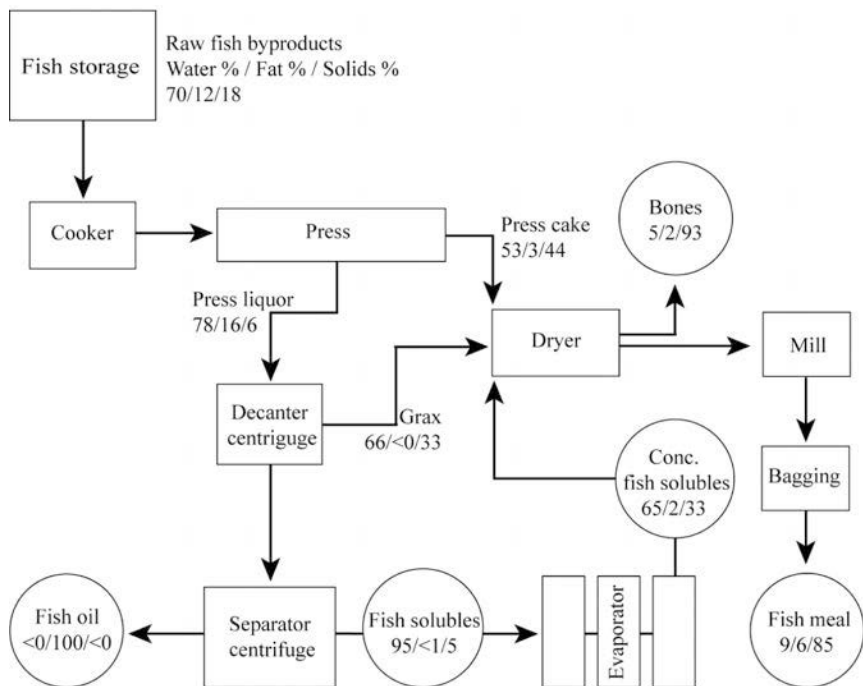 Fish storage
Raw fish byproducts
Water % / Fat % / Solids %
70/12/18
Cooker
Press
Press cake
53/3/44
Bones
5/2/93
Press liquor
78/16/6
Dryer
Mill
Decanter
centriguge
Grax
66/<0/33
Conc.
fish solubles
65/2/33
Bagging
Fish oil
<0/100/<0
Separator
centrifuge
Fish solubles
95/<1/5
Evaporator
Fish meal
9/6/85